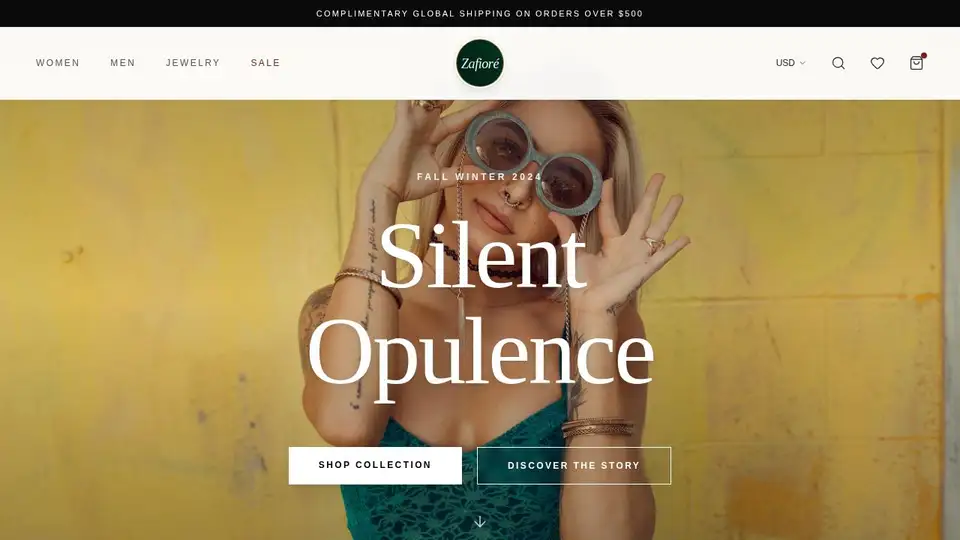 COMPLIMENTARY GLOBAL SHIPPING ON ORDERS OVER $500
WOMEN MEN JEWELRY SALE Zafioré USD
FALL WINTER 2024
Silent
Opulence
SHOP COLLECTION DISCOVER THE STORY